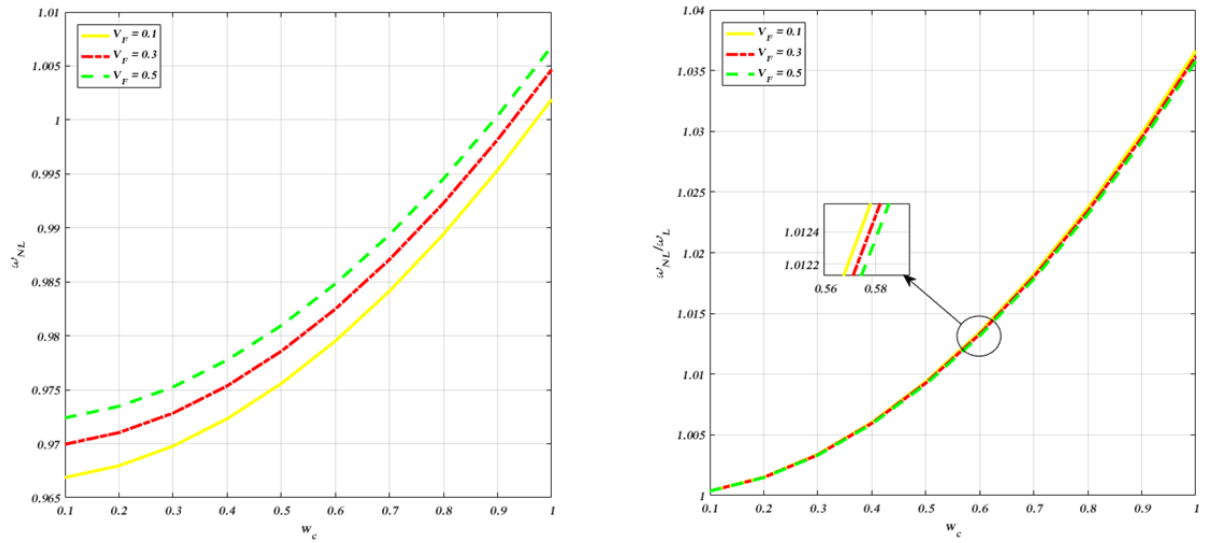 1.01
1.005
1
0.995
0.99
0.985
0.98
0.975
0.97
0.965
ω_NL
V_F = 0.1
V_F = 0.3
V_F = 0.5
0.1 0.2 0.3 0.4 0.5 0.6 0.7 0.8 0.9 1
w_c
1.04
1.035
1.03
1.025
1.02
1.015
1.01
1.005
1
ω_NL/ω_L
V_F = 0.1
V_F = 0.3
V_F = 0.5
1.0124
1.0122
0.56 0.58
0.1 0.2 0.3 0.4 0.5 0.6 0.7 0.8 0.9 1
w_c